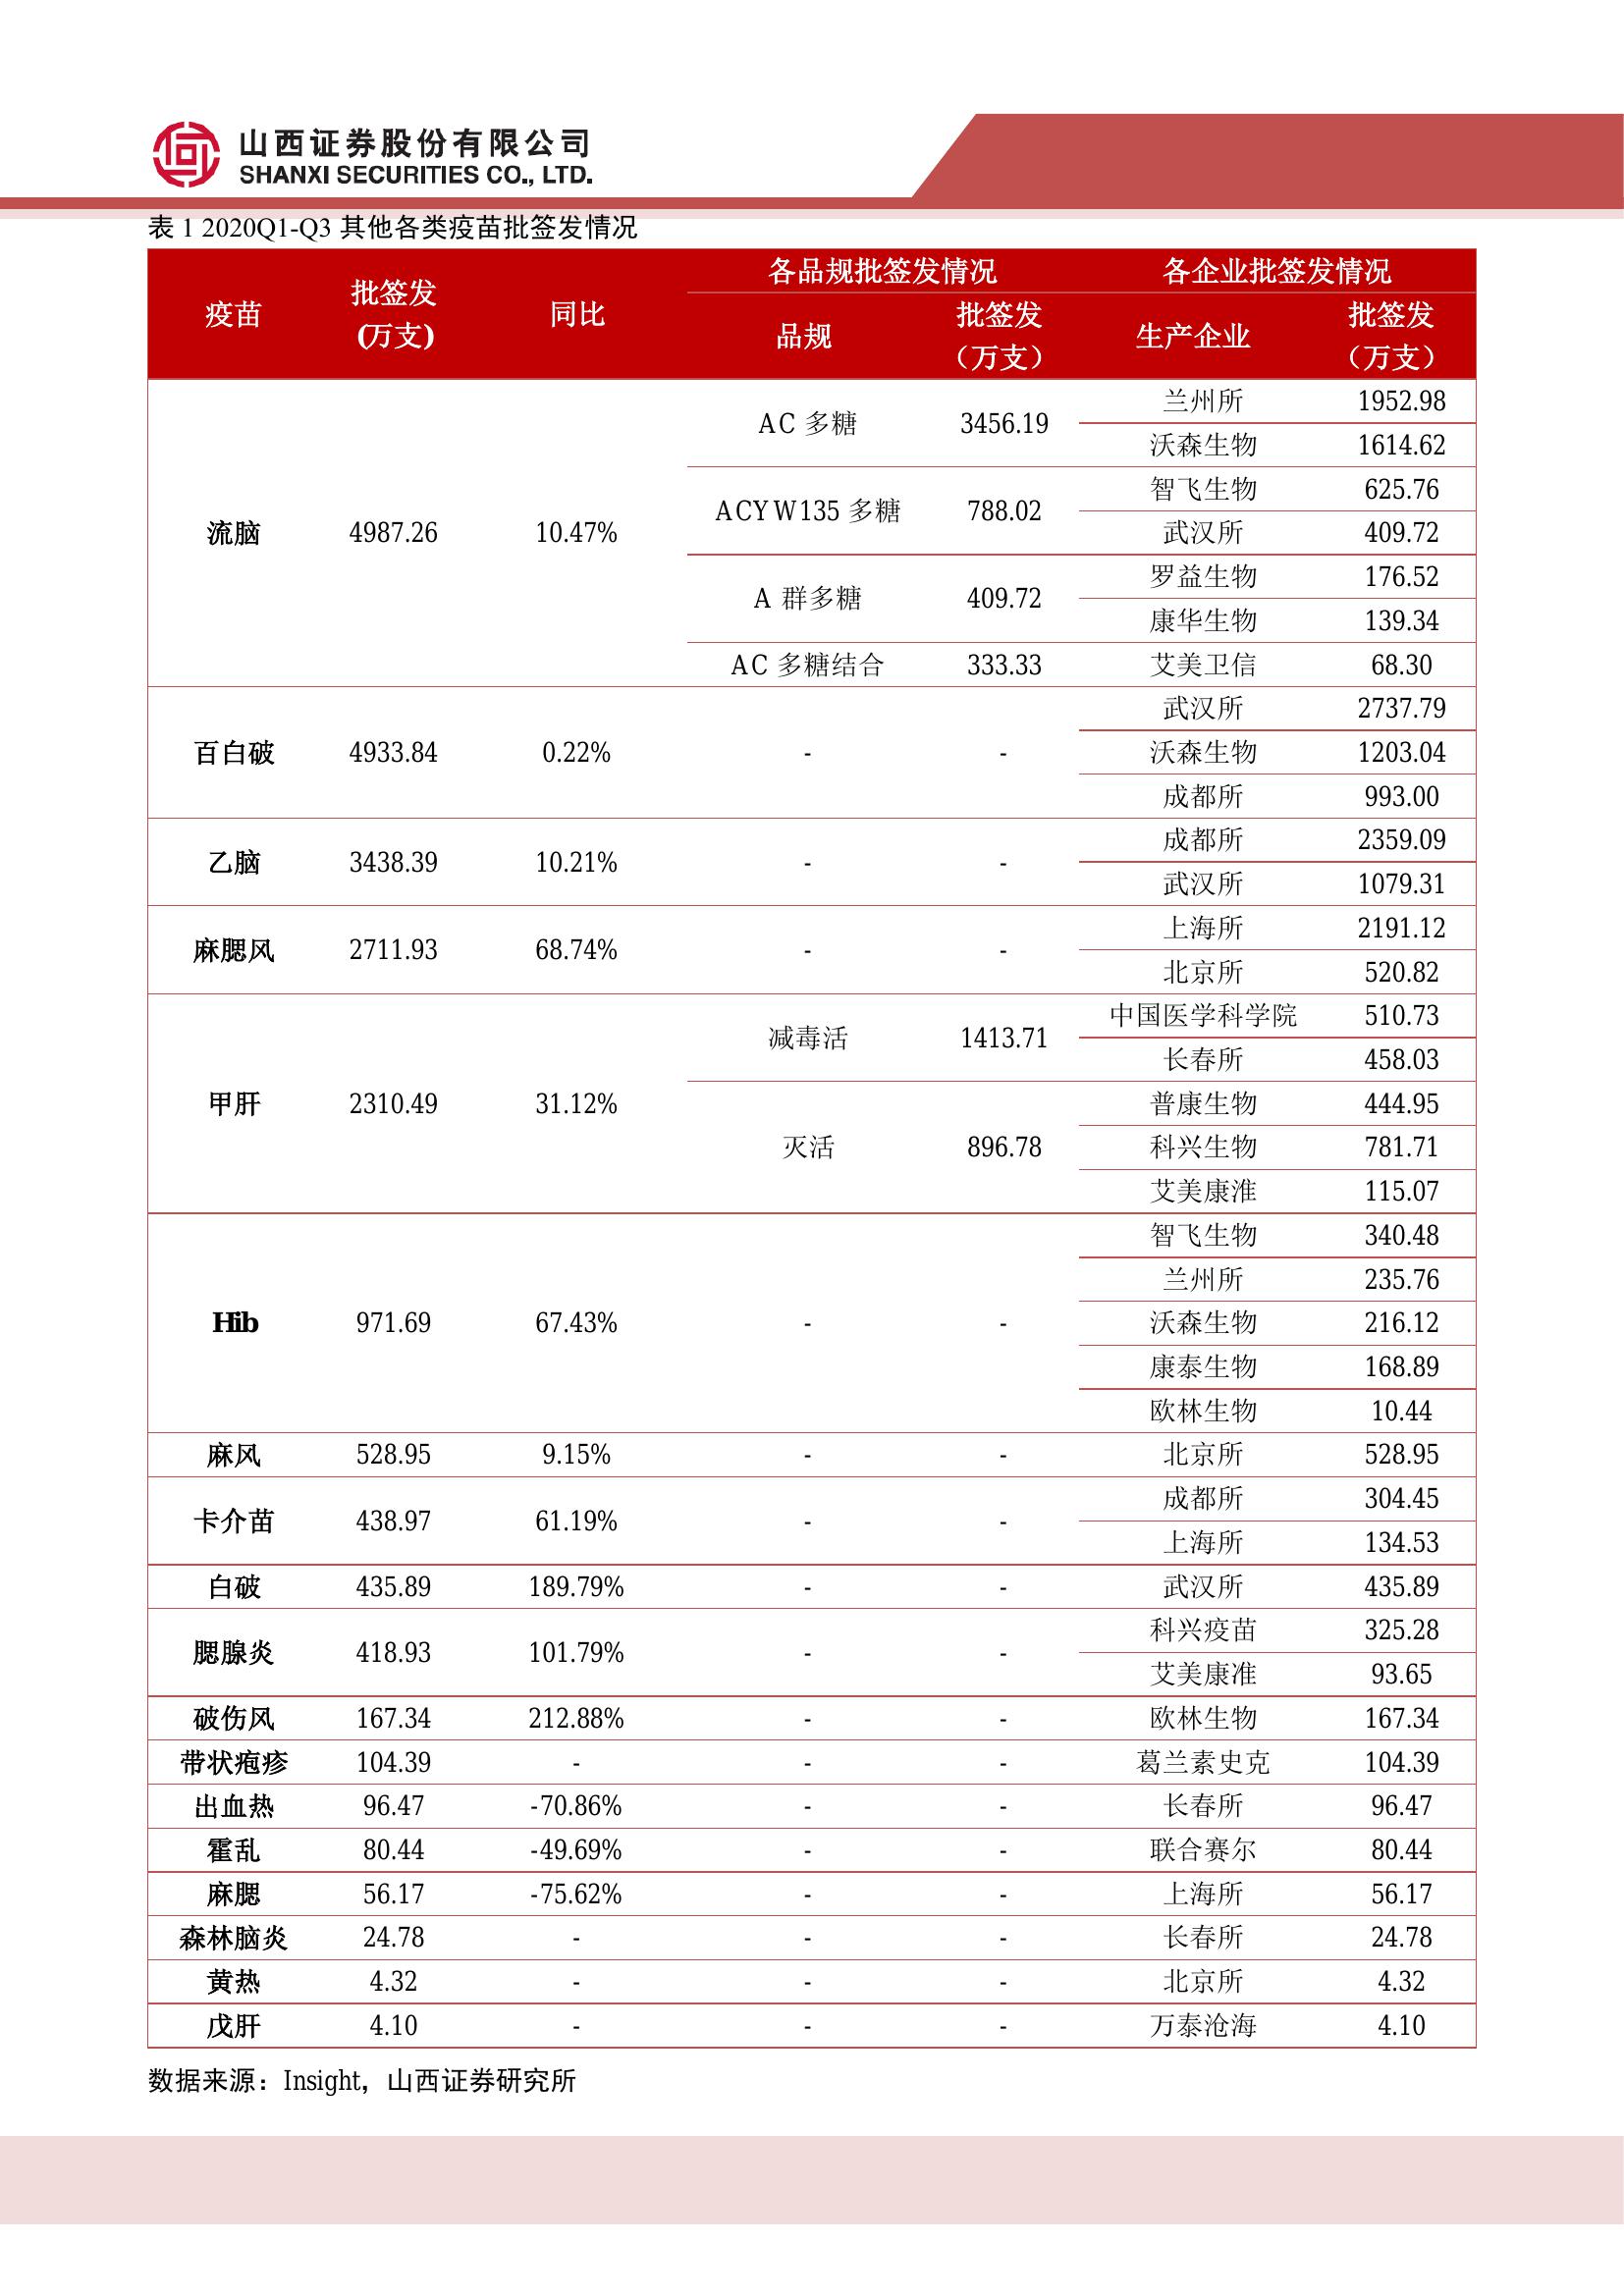 山西证券股份有限公司
SHANXI SECURITIES CO., LTD.
表 1 2020Q1-Q3 其他各类疫苗批签发情况
疫苗 批签发(万支) 同比 各品规批签发情况 各企业批签发情况
品规 批签发（万支） 生产企业 批签发（万支）
流脑 4987.26 10.47% AC 多糖 3456.19 兰州所 1952.98
沃森生物 1614.62
ACYW135 多糖 788.02 智飞生物 625.76
武汉所 409.72
A 群多糖 409.72 罗益生物 176.52
康华生物 139.34
AC 多糖结合 333.33 艾美卫信 68.30
百白破 4933.84 0.22% - - 武汉所 2737.79
沃森生物 1203.04
成都所 993.00
乙脑 3438.39 10.21% - - 成都所 2359.09
武汉所 1079.31
麻腮风 2711.93 68.74% - - 上海所 2191.12
北京所 520.82
甲肝 2310.49 31.12% 减毒活 1413.71 中国医学科学院 510.73
长春所 458.03
灭活 896.78 普康生物 444.95
科兴生物 781.71
艾美康淮 115.07
Hib 971.69 67.43% - - 智飞生物 340.48
兰州所 235.76
沃森生物 216.12
康泰生物 168.89
欧林生物 10.44
麻风 528.95 9.15% - - 北京所 528.95
卡介苗 438.97 61.19% - - 成都所 304.45
上海所 134.53
白破 435.89 189.79% - - 武汉所 435.89
腮腺炎 418.93 101.79% - - 科兴疫苗 325.28
艾美康准 93.65
破伤风 167.34 212.88% - - 欧林生物 167.34
带状疱疹 104.39 - - - 葛兰素史克 104.39
出血热 96.47 -70.86% - - 长春所 96.47
霍乱 80.44 -49.69% - - 联合赛尔 80.44
麻腮 56.17 -75.62% - - 上海所 56.17
森林脑炎 24.78 - - - 长春所 24.78
黄热 4.32 - - - 北京所 4.32
戊肝 4.10 - - - 万泰沧海 4.10
数据来源：Insight，山西证券研究所